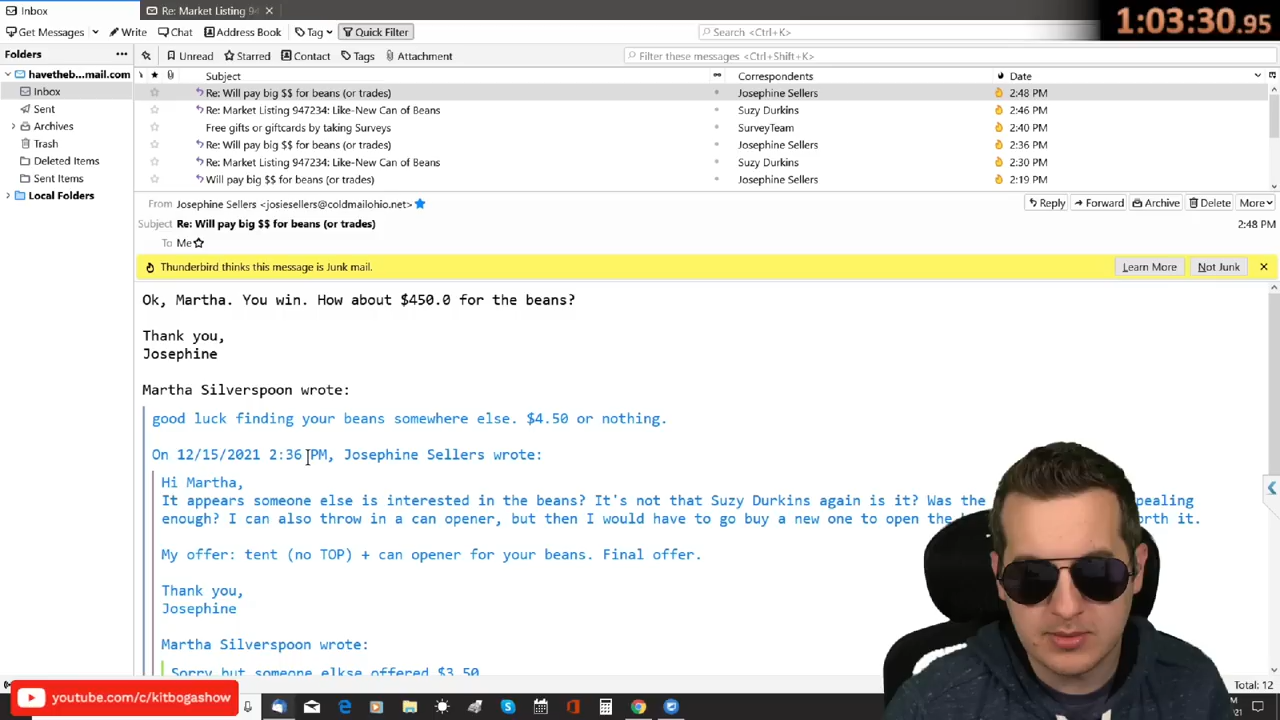 Inbox
Re: Market Listing 94
1:03:30.95
Get Messages
Write
Chat
Address Book
Tag
Quick Filter
Search <Ctrl+K>
Folders
Unread
Starred
Contact
Tags
Attachment
Filter these messages <Ctrl+Shift+K>
havetheb...mail.com
Subject
Correspondents
Date
Inbox
Re: Will pay big $$ for beans (or trades)
Josephine Sellers
2:48 PM
Sent
Re: Market Listing 947234: Like-New Can of Beans
Suzy Durkins
2:46 PM
Archives
Free gifts or giftcards by taking Surveys
SurveyTeam
2:40 PM
Trash
Re: Will pay big $$ for beans (or trades)
Josephine Sellers
2:36 PM
Deleted Items
Re: Market Listing 947234: Like-New Can of Beans
Suzy Durkins
2:30 PM
Sent Items
Will pay big $$ for beans (or trades)
Josephine Sellers
2:19 PM
Local Folders
From Josephine Sellers <josiesellers@coldmailohio.net>
Reply
Forward
Archive
Delete
More
Subject Re: Will pay big $$ for beans (or trades)
2:48 PM
To Me
Thunderbird thinks this message is Junk mail.
Learn More
Not Junk
Ok, Martha. You win. How about $450.0 for the beans?
Thank you,
Josephine
Martha Silverspoon wrote:
good luck finding your beans somewhere else. $4.50 or nothing.
On 12/15/2021 2:36 PM, Josephine Sellers wrote:
Hi Martha,
It appears someone else is interested in the beans? It's not that Suzy Durkins again is it? Was the
enough? I can also throw in a can opener, but then I would have to go buy a new one to open the
My offer: tent (no TOP) + can opener for your beans. Final offer.
Thank you,
Josephine
Martha Silverspoon wrote:
Sorry but someone elkse offered $3.50
youtube.com/c/kitbogashow
Total: 12